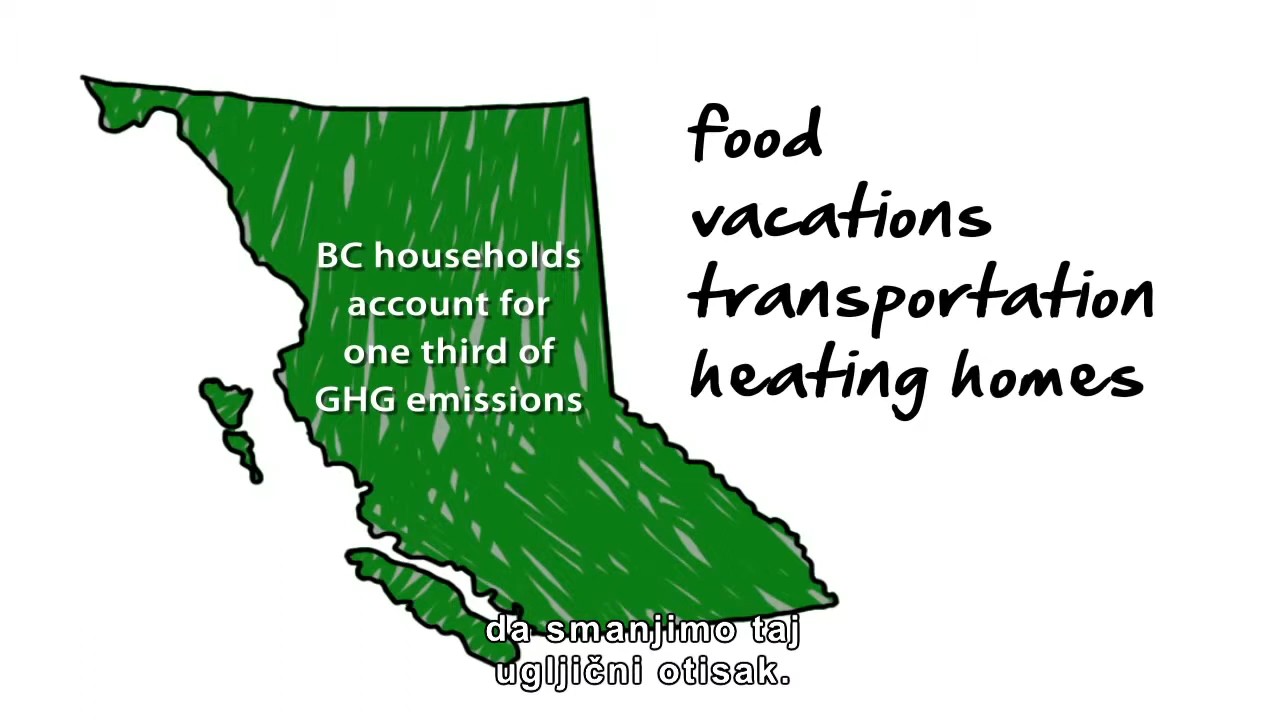 BC households
account for
one third of
GHG emissions
food
vacations
transportation
heating homes
da smanjimo taj
ugljični otisak.